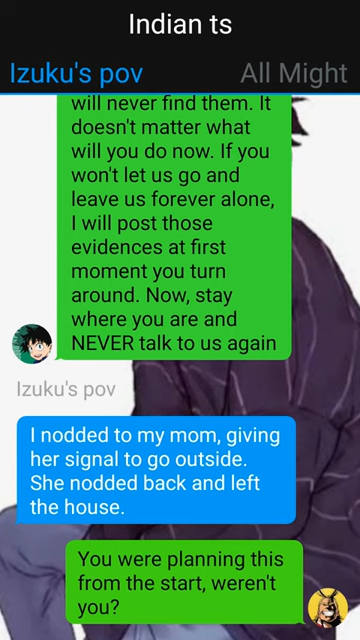 Indian ts
Izuku's pov All Might
will never find them. It
doesn't matter what
will you do now. If you
won't let us go and
leave us forever alone,
I will post those
evidences at first
moment you turn
around. Now, stay
where you are and
NEVER talk to us again
Izuku's pov
I nodded to my mom, giving
her signal to go outside.
She nodded back and left
the house.
You were planning this
from the start, weren't
you?